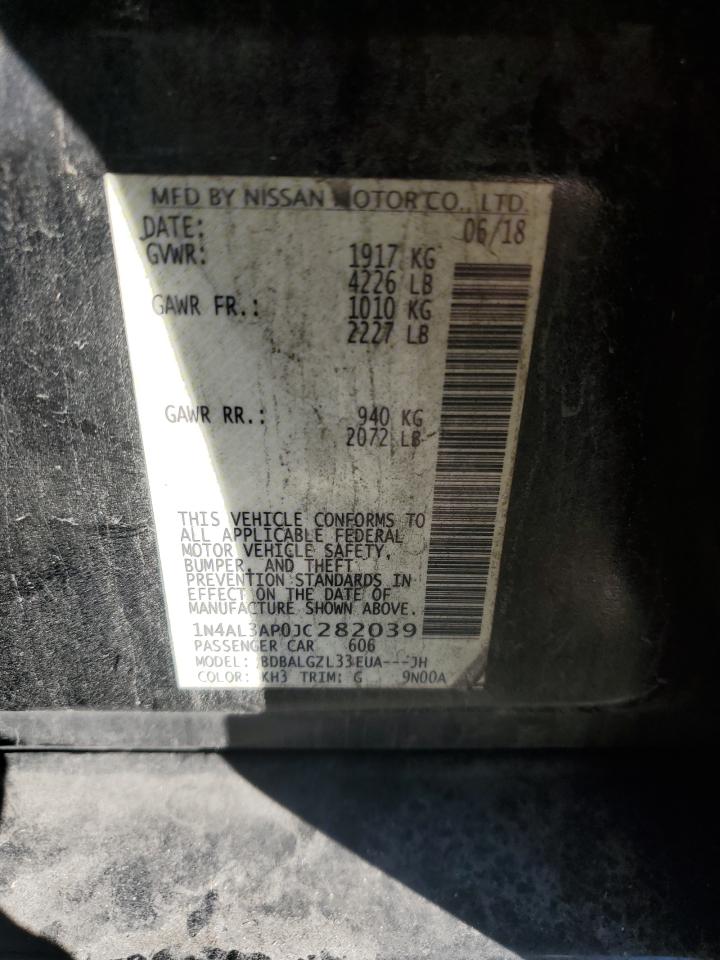 MFD BY NISSAN MOTOR CO., LTD.
DATE: 06/18
GVWR: 1917 KG
4226 LB
GAWR FR.: 1010 KG
2227 LB
GAWR RR.: 940 KG
2072 LB
THIS VEHICLE CONFORMS TO
ALL APPLICABLE FEDERAL
MOTOR VEHICLE SAFETY,
BUMPER, AND THEFT
PREVENTION STANDARDS IN
EFFECT ON THE DATE OF
MANUFACTURE SHOWN ABOVE.
1N4AL3AP0JC282039
PASSENGER CAR 606
MODEL: BDBALGZL33EUA---JH
COLOR: KH3 TRIM: G 9N00A